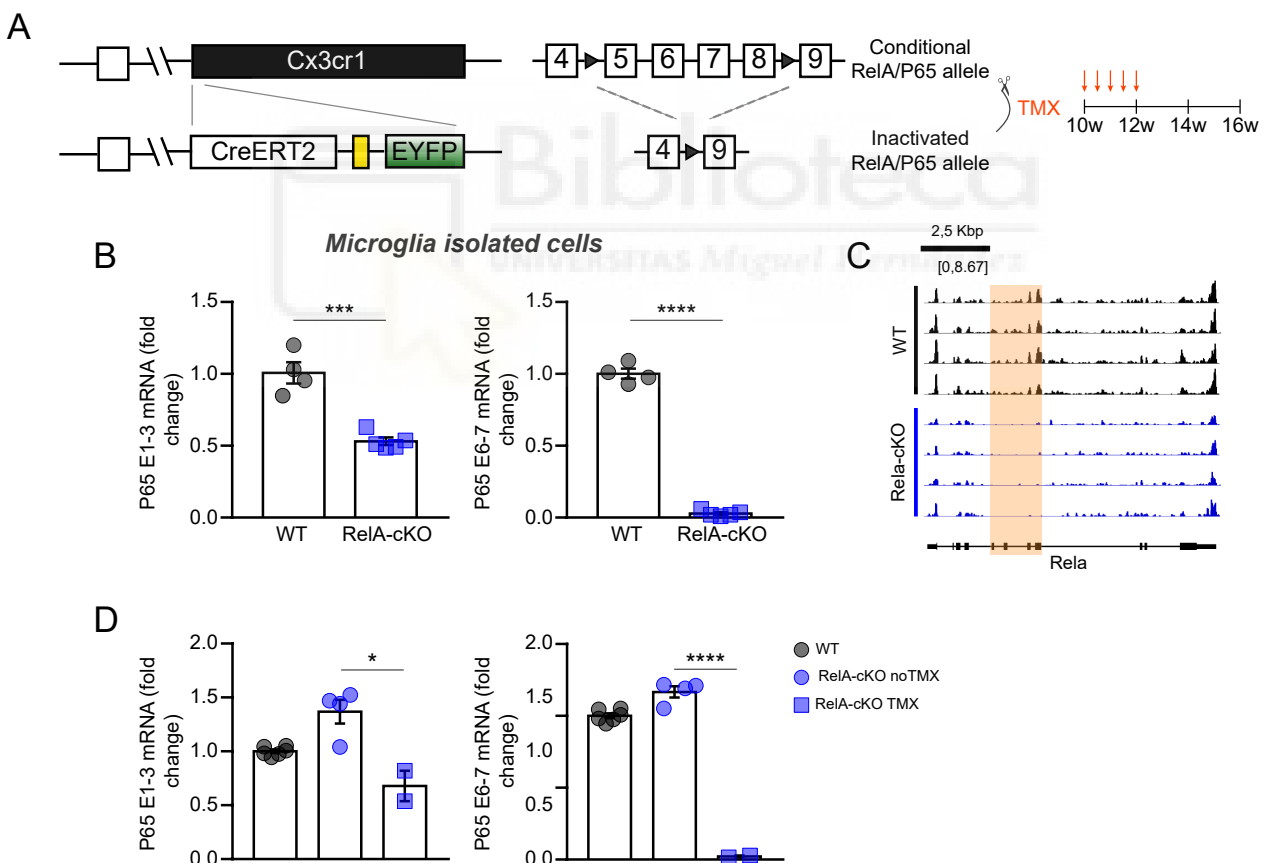 A
Cx3cr1
4 5 6 7 8 9
Conditional
RelA/P65 allele
TMX
10w 12w 14w 16w
CreERT2
EYFP
4 9
Inactivated
RelA/P65 allele
Biblioteca
UNIVERSITAS Miguel Hernández
B
Microglia isolated cells
P65 E1-3 mRNA (fold
change)
1.5
1.0
0.5
0.0
***
WT RelA-cKO
P65 E6-7 mRNA (fold
change)
1.5
1.0
0.5
0.0
****
WT RelA-cKO
C
2,5 Kbp
[0,8.67]
WT
Rela-cKO
Rela
D
P65 E1-3 mRNA (fold
change)
2.0
1.5
1.0
0.5
0.0
*
P65 E6-7 mRNA (fold
change)
2.0
1.5
1.0
0.5
0.0
****
WT
RelA-cKO noTMX
RelA-cKO TMX